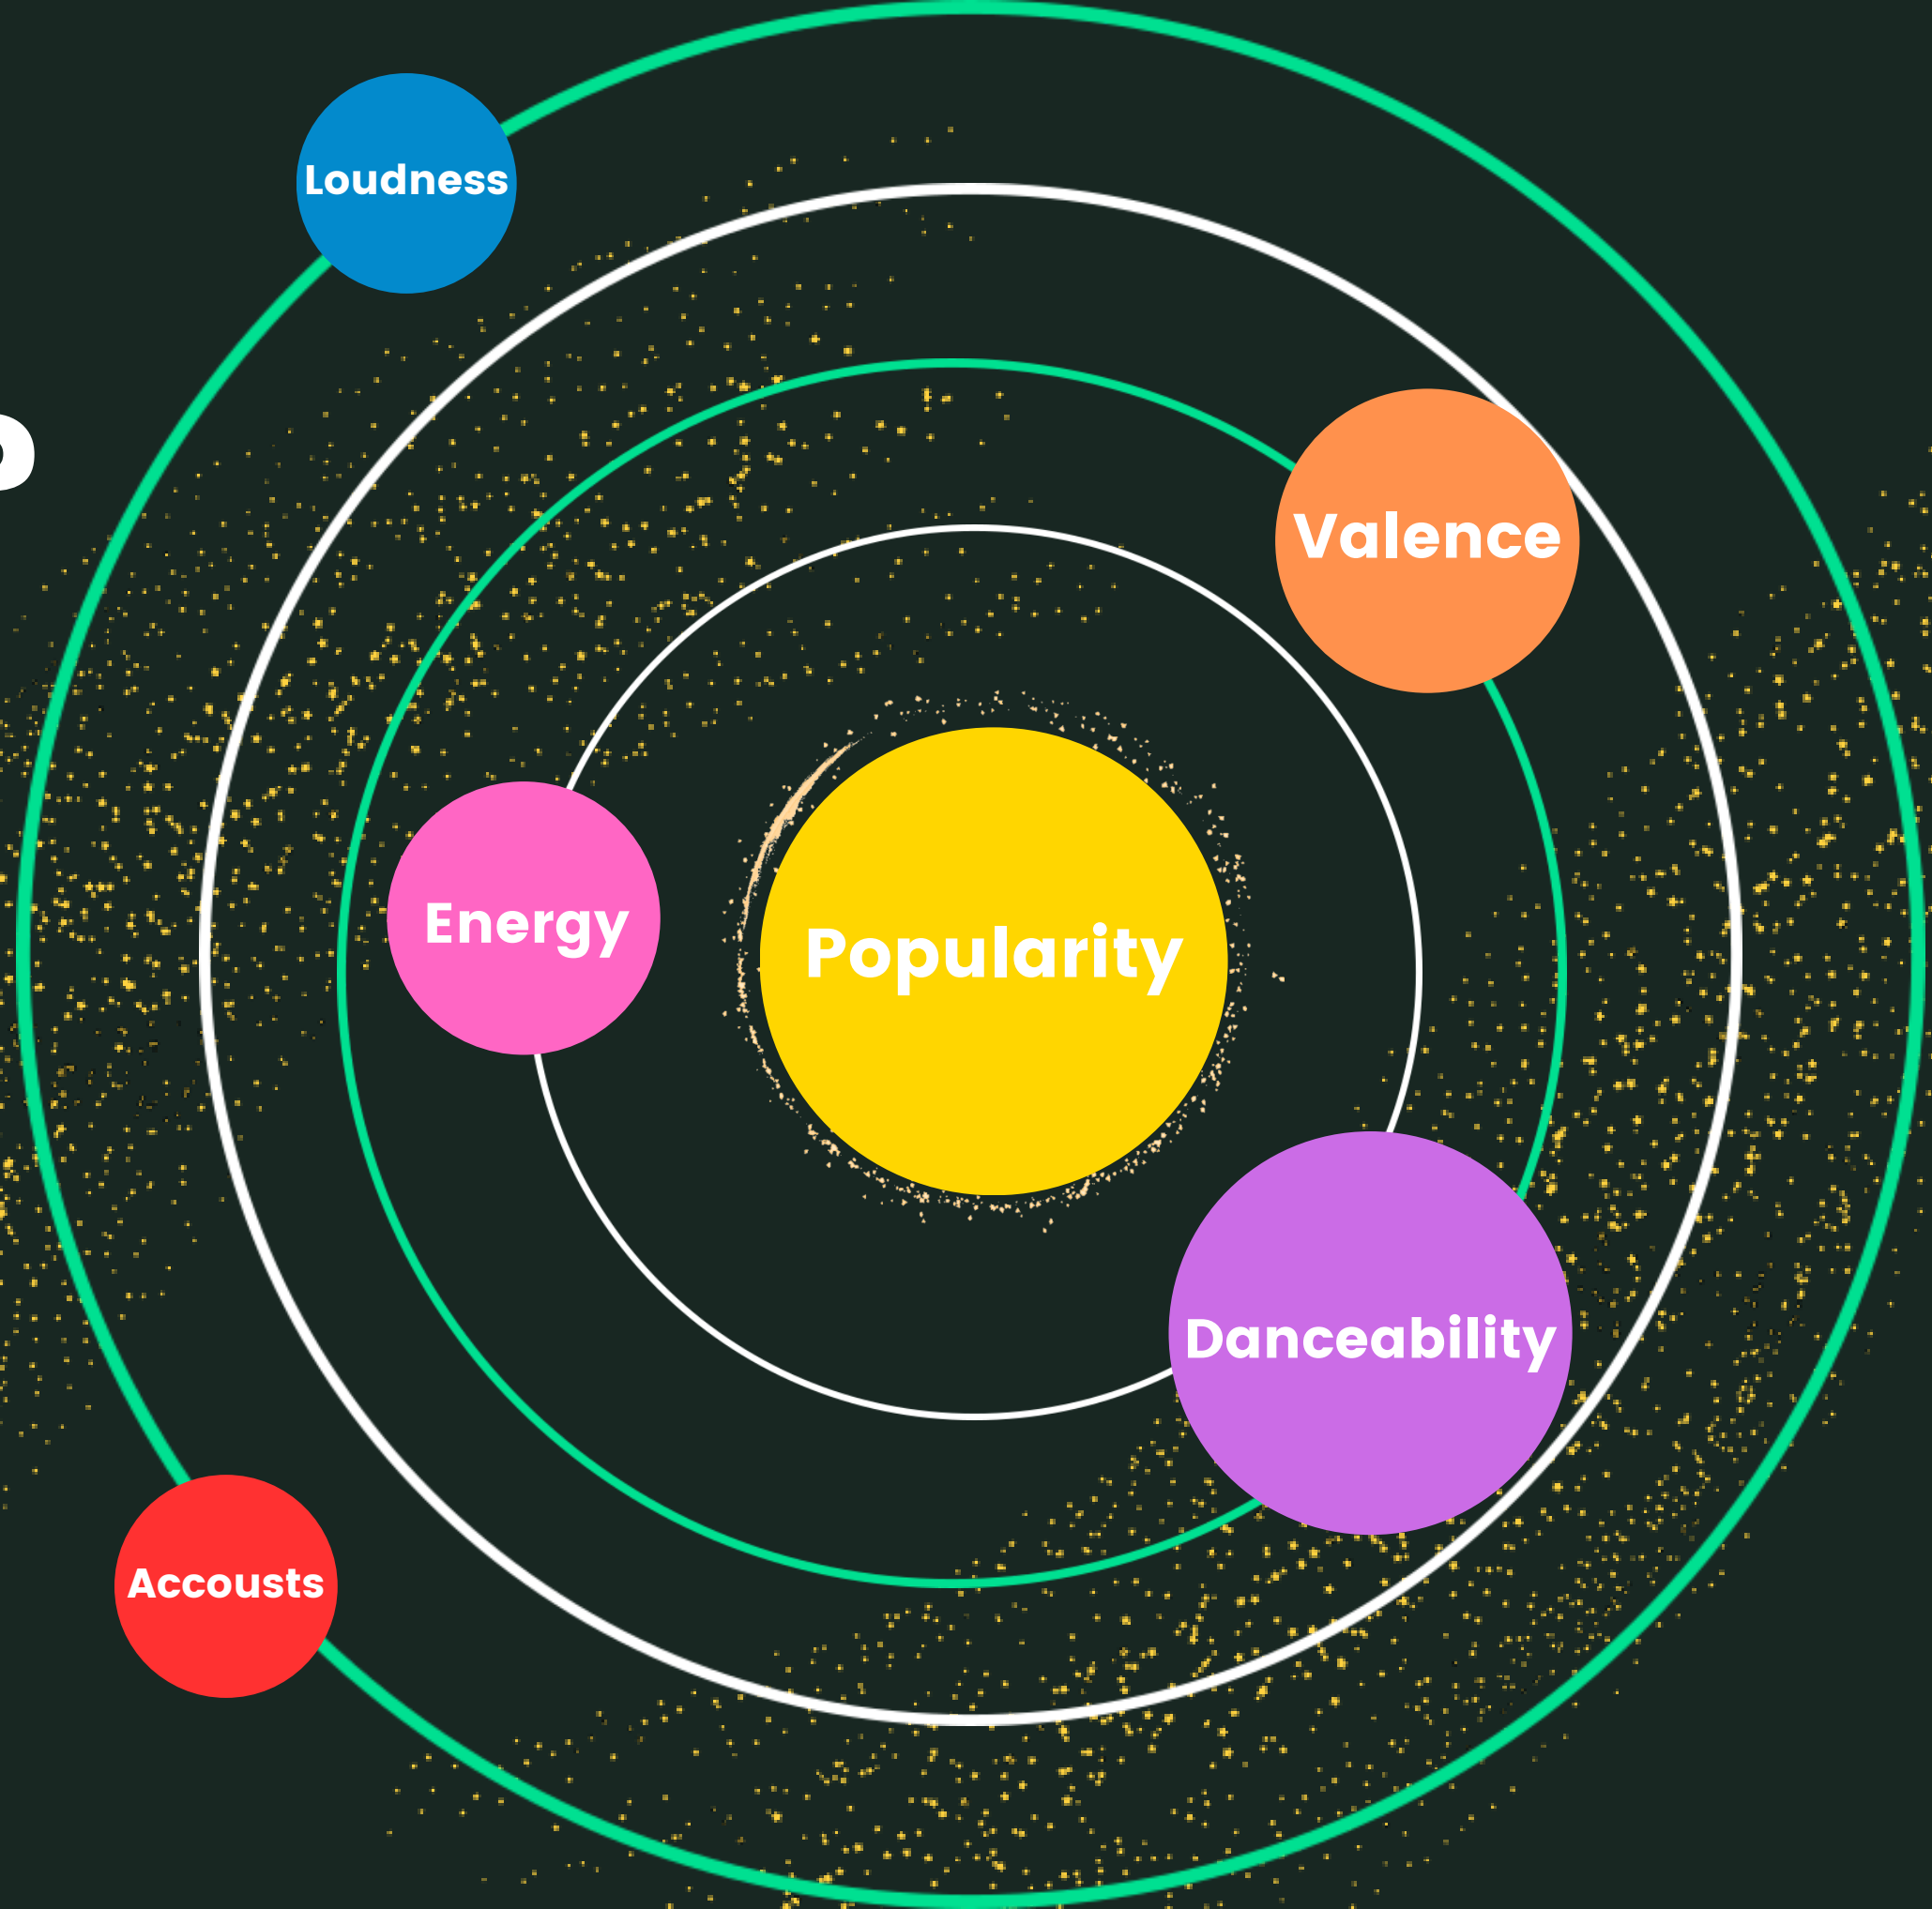 Loudness
Valence
Energy
Popularity
Danceability
Accousts